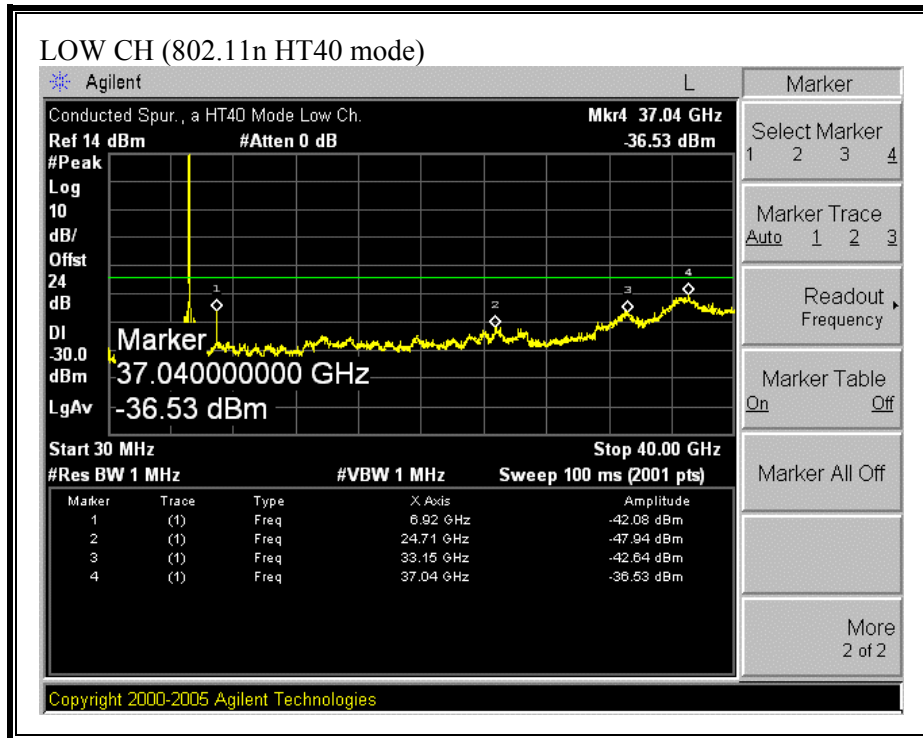 LOW CH (802.11n HT40 mode)
Agilent L
Conducted Spur., a HT40 Mode Low Ch. Mkr4 37.04 GHz
Ref 14 dBm #Atten 0 dB -36.53 dBm
#Peak
Log
10
dB/
Offst
24
dB
DI
-30.0
dBm
LgAv
1
2
3
4
Marker
37.040000000 GHz
-36.53 dBm
Start 30 MHz Stop 40.00 GHz
#Res BW 1 MHz #VBW 1 MHz Sweep 100 ms (2001 pts)
Marker Trace Type X Axis Amplitude
1 (1) Freq 6.92 GHz -42.08 dBm
2 (1) Freq 24.71 GHz -47.94 dBm
3 (1) Freq 33.15 GHz -42.64 dBm
4 (1) Freq 37.04 GHz -36.53 dBm
Copyright 2000-2005 Agilent Technologies
Marker
Select Marker
1 2 3 4
Marker Trace
Auto 1 2 3
Readout
Frequency
Marker Table
On Off
Marker All Off
More
2 of 2